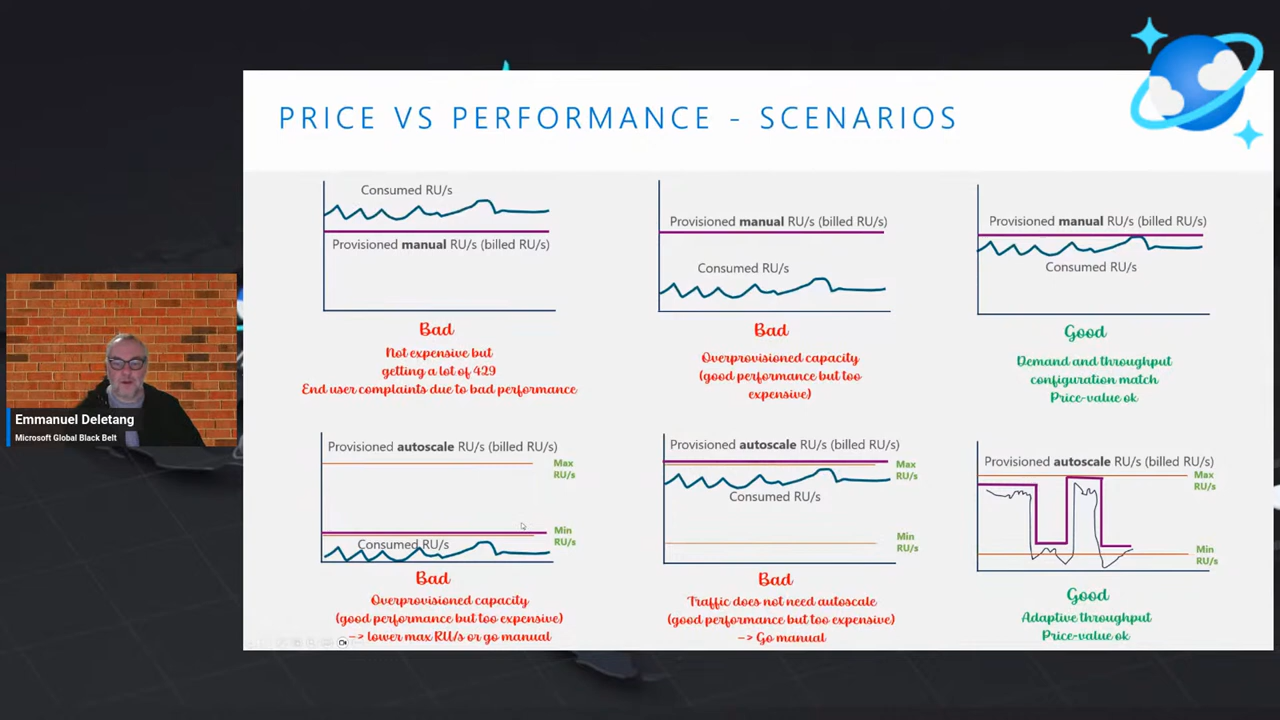 PRICE VS PERFORMANCE - SCENARIOS
Consumed RU/s
Provisioned manual RU/s (billed RU/s)
Bad
Not expensive but
getting a lot of 429
End user complaints due to bad performance
Provisioned manual RU/s (billed RU/s)
Consumed RU/s
Bad
Overprovisioned capacity
(good performance but too
expensive)
Provisioned manual RU/s (billed RU/s)
Consumed RU/s
Good
Demand and throughput
configuration match
Price-value ok
Emmanuel Deletang
Microsoft Global Black Belt
Provisioned autoscale RU/s (billed RU/s)
Max
RU/s
Min
RU/s
Consumed RU/s
Bad
Overprovisioned capacity
(good performance but too expensive)
-> lower max RU/s or go manual
Provisioned autoscale RU/s (billed RU/s)
Max
RU/s
Consumed RU/s
Min
RU/s
Bad
Traffic does not need autoscale
(good performance but too expensive)
-> Go manual
Provisioned autoscale RU/s (billed RU/s)
Max
RU/s
Min
RU/s
Good
Adaptive throughput
Price-value ok